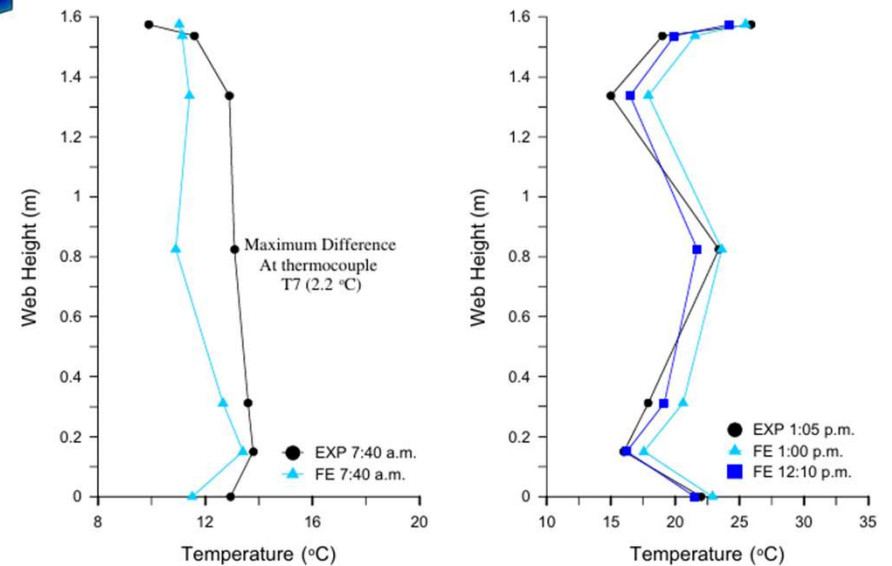 1.6
1.4
1.2
1
0.8
0.6
0.4
0.2
0
Web Height (m)
8
12
16
20
Temperature (oC)
Maximum Difference
At thermocouple
T7 (2.2 oC)
EXP 7:40 a.m.
FE 7:40 a.m.
1.6
1.4
1.2
1
0.8
0.6
0.4
0.2
0
Web Height (m)
10
15
20
25
30
35
Temperature (oC)
EXP 1:05 p.m.
FE 1:00 p.m.
FE 12:10 p.m.